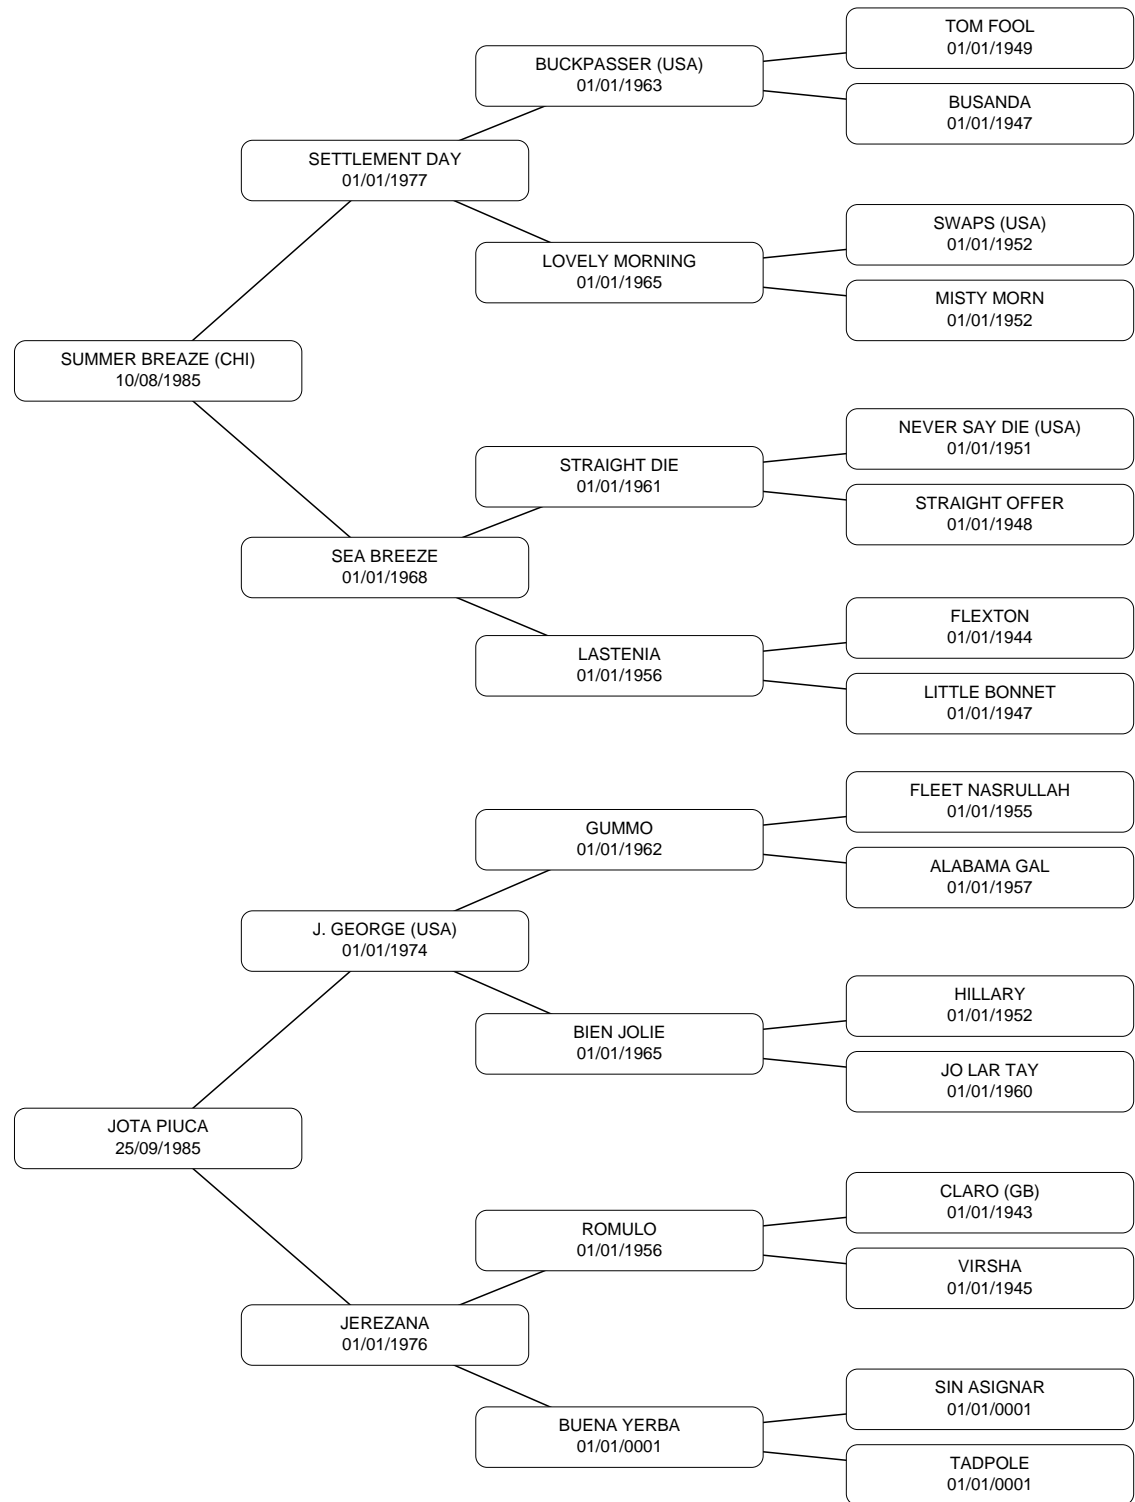 TOM FOOL
01/01/1949
BUCKPASSER (USA)
01/01/1963
BUSANDA
01/01/1947
SETTLEMENT DAY
01/01/1977
SWAPS (USA)
01/01/1952
LOVELY MORNING
01/01/1965
MISTY MORN
01/01/1952
SUMMER BREAZE (CHI)
10/08/1985
NEVER SAY DIE (USA)
01/01/1951
STRAIGHT DIE
01/01/1961
STRAIGHT OFFER
01/01/1948
SEA BREEZE
01/01/1968
FLEXTON
01/01/1944
LASTENIA
01/01/1956
LITTLE BONNET
01/01/1947
FLEET NASRULLAH
01/01/1955
GUMMO
01/01/1962
ALABAMA GAL
01/01/1957
J. GEORGE (USA)
01/01/1974
HILLARY
01/01/1952
BIEN JOLIE
01/01/1965
JO LAR TAY
01/01/1960
JOTA PIUCA
25/09/1985
CLARO (GB)
01/01/1943
ROMULO
01/01/1956
VIRSHA
01/01/1945
JEREZANA
01/01/1976
SIN ASIGNAR
01/01/0001
BUENA YERBA
01/01/0001
TADPOLE
01/01/0001